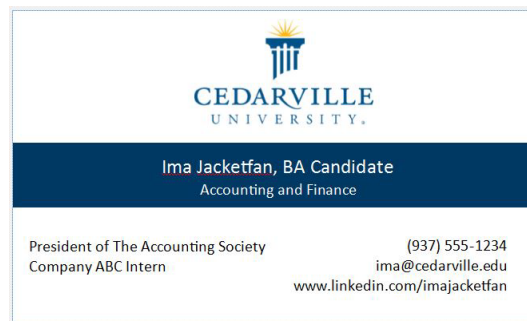 CEDARVILLE
UNIVERSITY®
Ima Jacketfan, BA Candidate
Accounting and Finance
President of The Accounting Society
Company ABC Intern
(937) 555-1234
ima@cedarville.edu
www.linkedin.com/imajacketfan